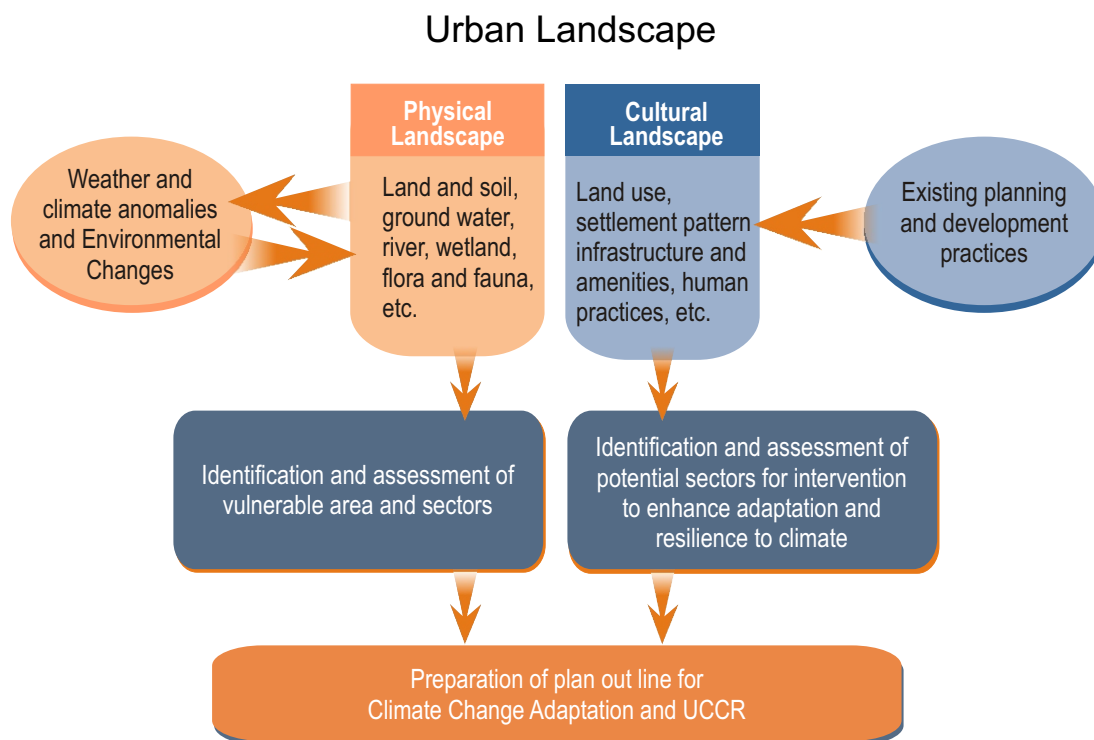 Urban Landscape
Physical
Landscape
Cultural
Landscape
Weather and
climate anomalies
and Environmental
Changes
Land and soil,
ground water,
river, wetland,
flora and fauna,
etc.
Land use,
settlement pattern
infrastructure and
amenities, human
practices, etc.
Existing planning
and development
practices
Identification and assessment of
vulnerable area and sectors
Identification and assessment of
potential sectors for intervention
to enhance adaptation and
resilience to climate
Preparation of plan out line for
Climate Change Adaptation and UCCR